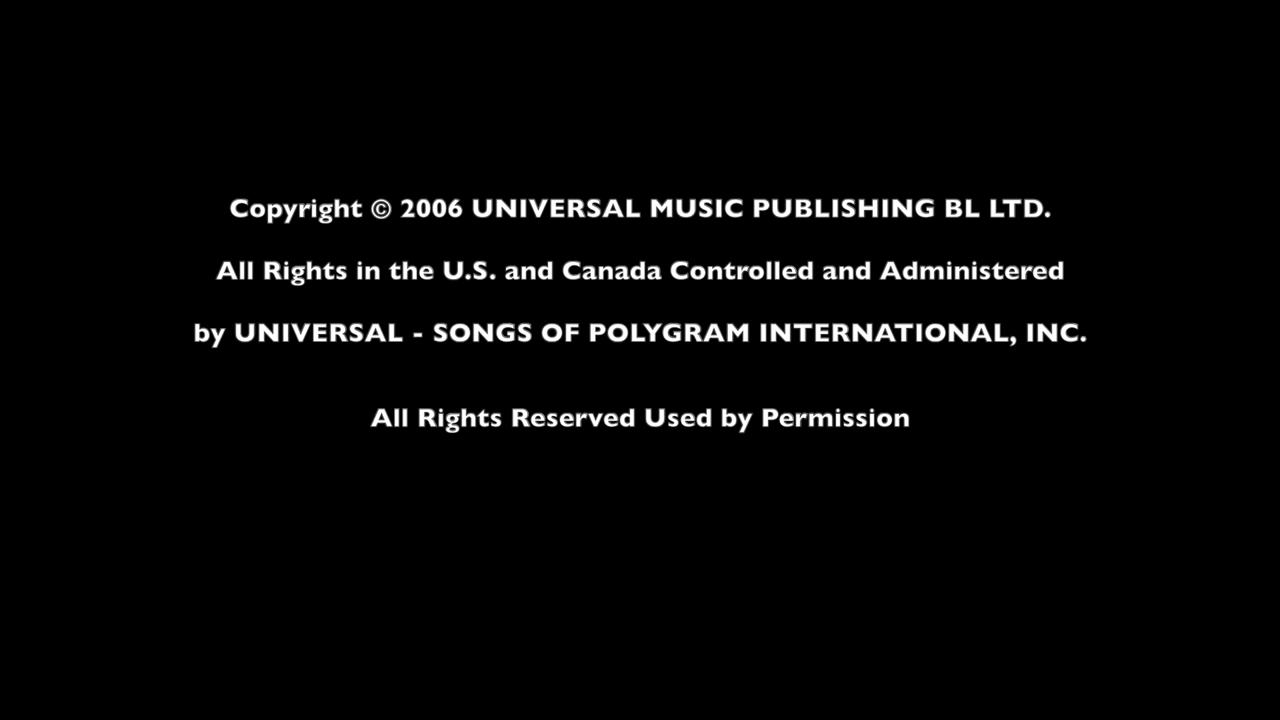 Copyright © 2006 UNIVERSAL MUSIC PUBLISHING BL LTD.
All Rights in the U.S. and Canada Controlled and Administered
by UNIVERSAL - SONGS OF POLYGRAM INTERNATIONAL, INC.
All Rights Reserved Used by Permission